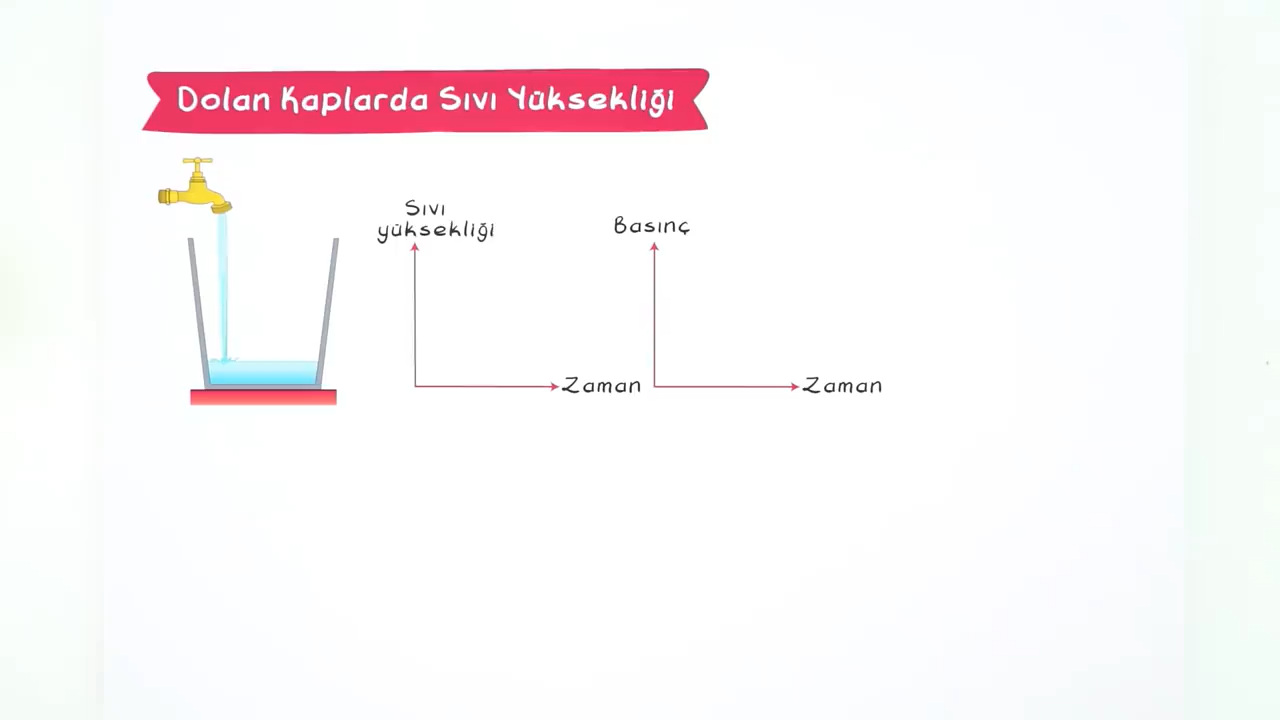 Dolan Kaplarda Sıvı Yüksekliği
Sıvı
yüksekliği
Basınç
Zaman
Zaman